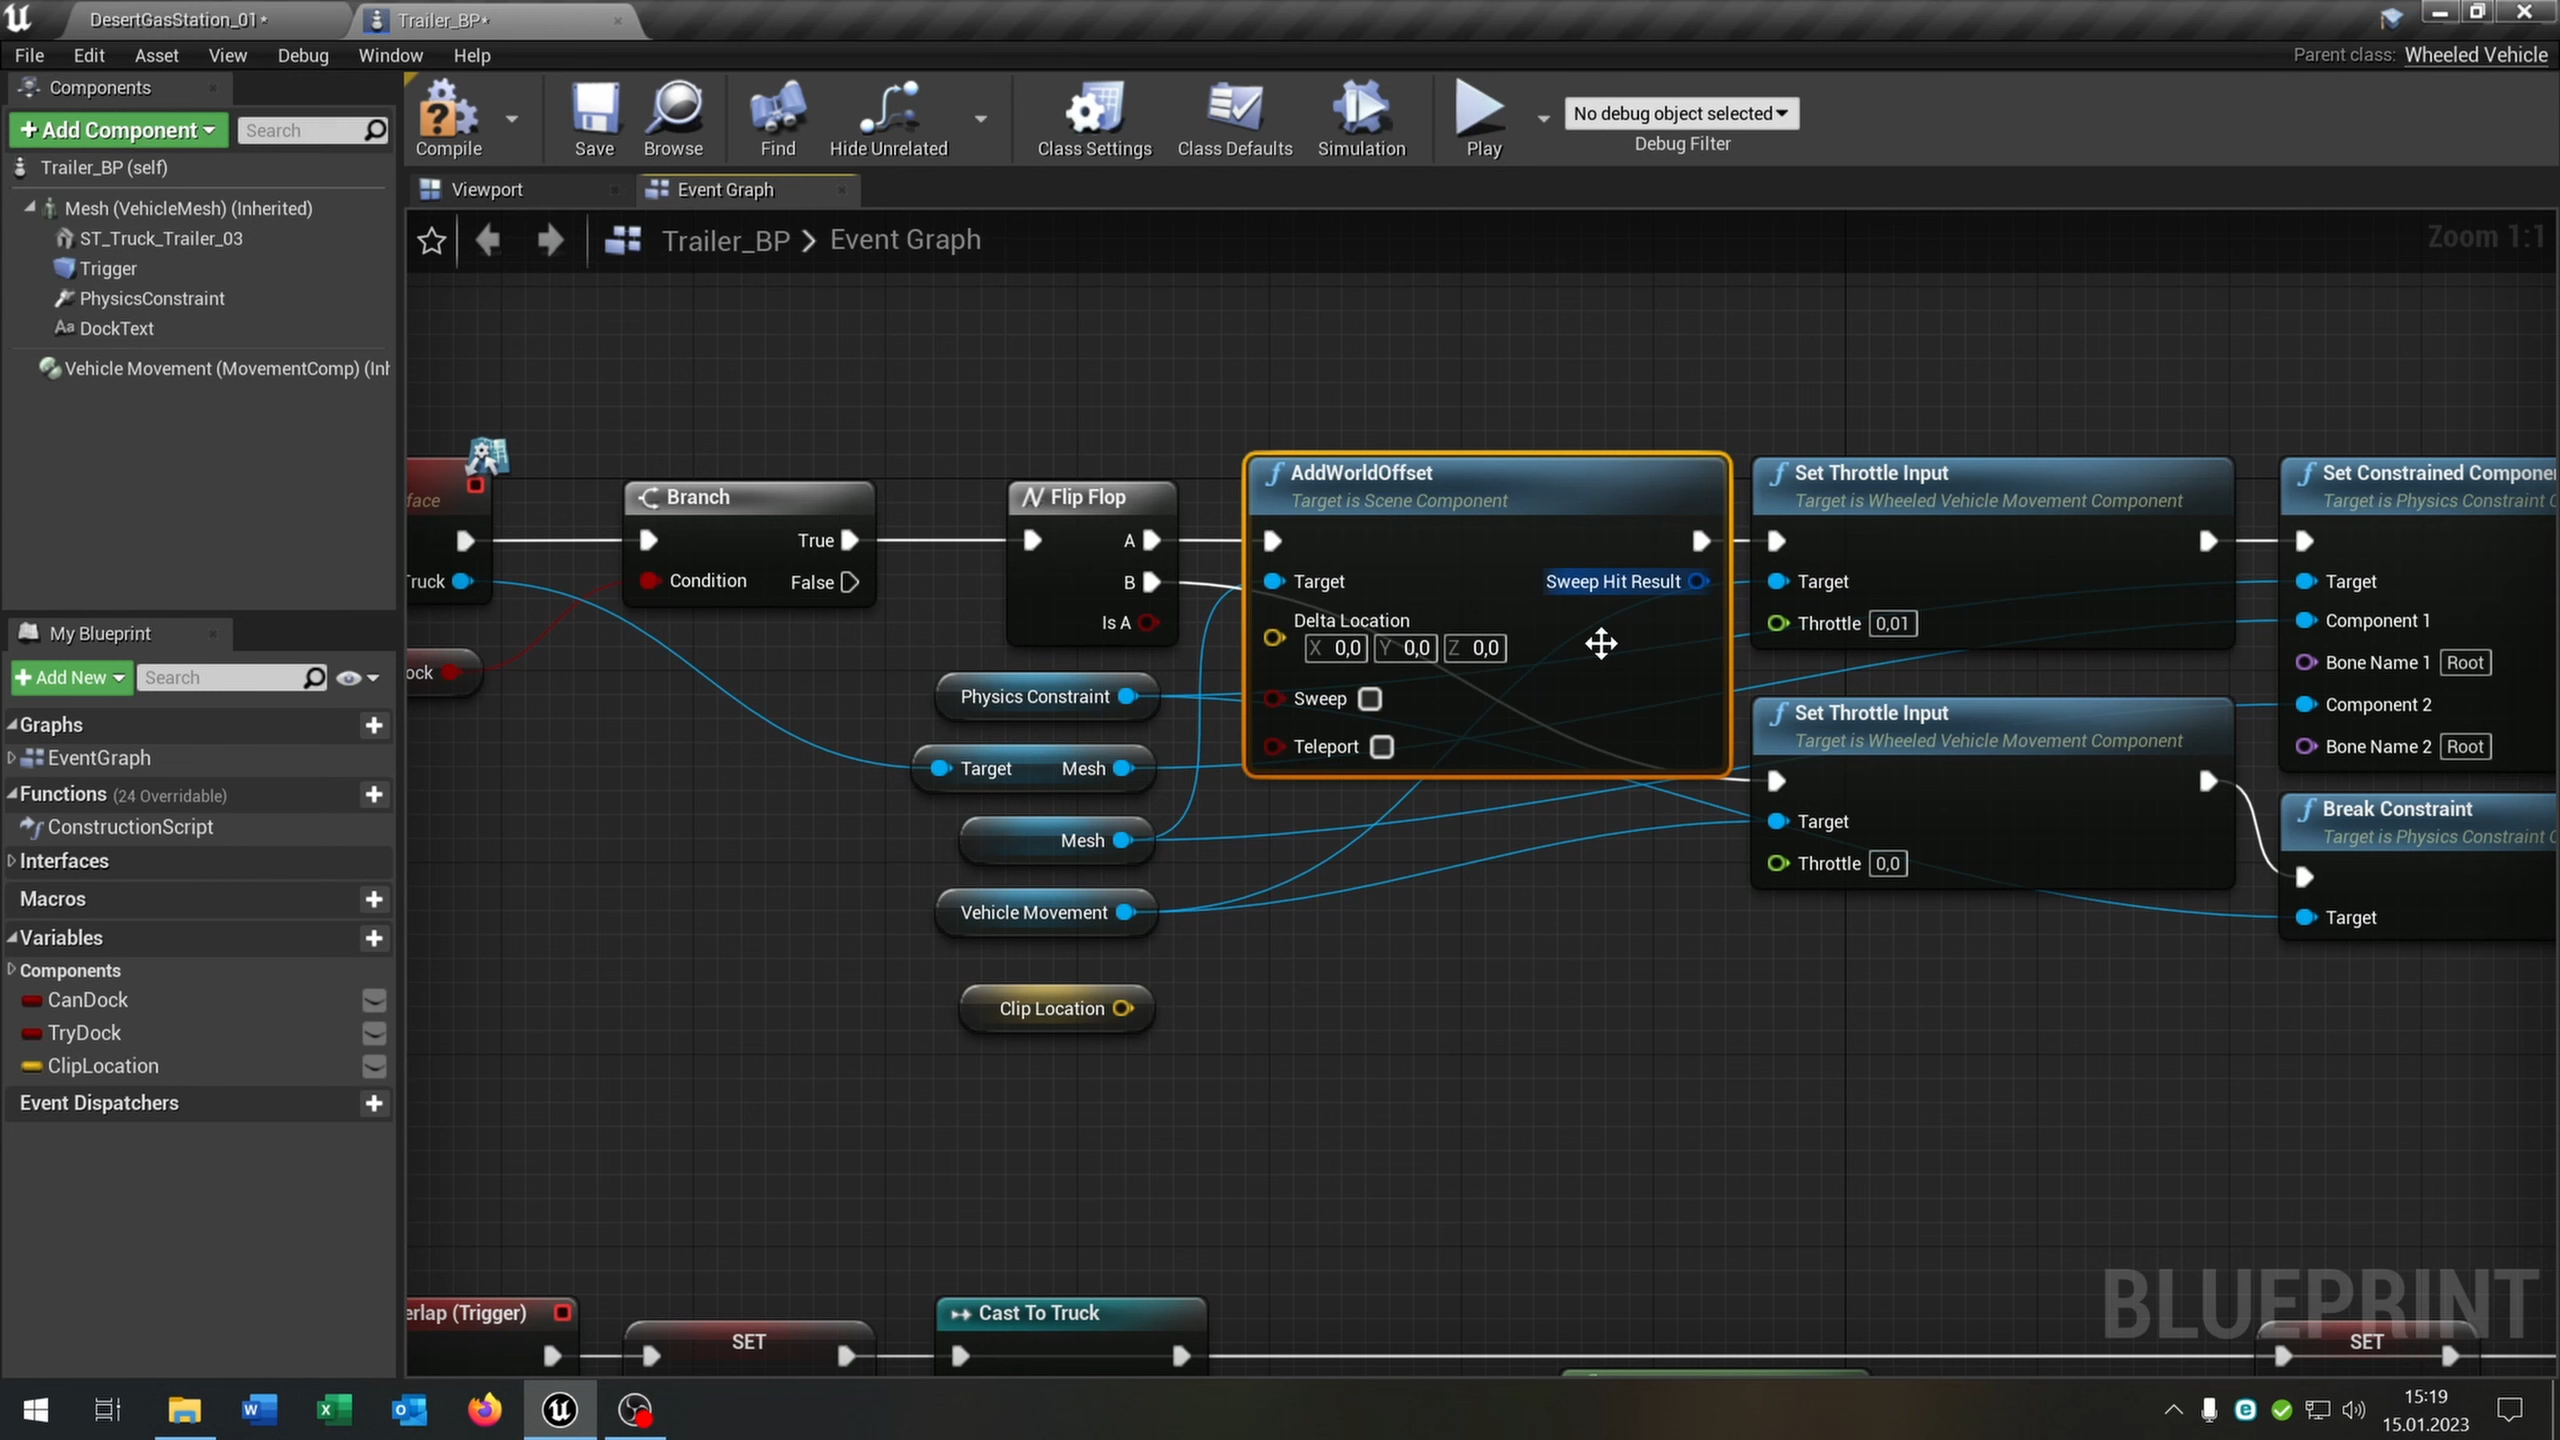 DesertGasStation_01*
Trailer_BP*
File
Edit
Asset
View
Debug
Window
Help
Parent class: Wheeled Vehicle
Components
Add Component
Search
Trailer_BP (self)
Mesh (VehicleMesh) (Inherited)
ST_Truck_Trailer_03
Trigger
PhysicsConstraint
Aa DockText
Vehicle Movement (MovementComp) (Inh
Compile
Save
Browse
Find
Hide Unrelated
Class Settings
Class Defaults
Simulation
Play
No debug object selected
Debug Filter
Viewport
Event Graph
Trailer_BP > Event Graph
Zoom 1:1
My Blueprint
Add New
Search
Graphs
EventGraph
Functions (24 Overridable)
ConstructionScript
Interfaces
Macros
Variables
Components
CanDock
TryDock
ClipLocation
Event Dispatchers
face
Truck
ock
Branch
True
Condition
False
Flip Flop
A
B
Is A
Physics Constraint
Target Mesh
Mesh
Vehicle Movement
Clip Location
f AddWorldOffset
Target is Scene Component
Target
Sweep Hit Result
Delta Location
X 0,0 Y 0,0 Z 0,0
Sweep
Teleport
f Set Throttle Input
Target is Wheeled Vehicle Movement Component
Target
Throttle 0,01
f Set Throttle Input
Target is Wheeled Vehicle Movement Component
Target
Throttle 0,0
f Set Constrained Compone
Target is Physics Constraint C
Target
Component 1
Bone Name 1 Root
Component 2
Bone Name 2 Root
f Break Constraint
Target is Physics Constraint C
Target
erlap (Trigger)
SET
Cast To Truck
SET
BLUEPRINT
15:19
15.01.2023